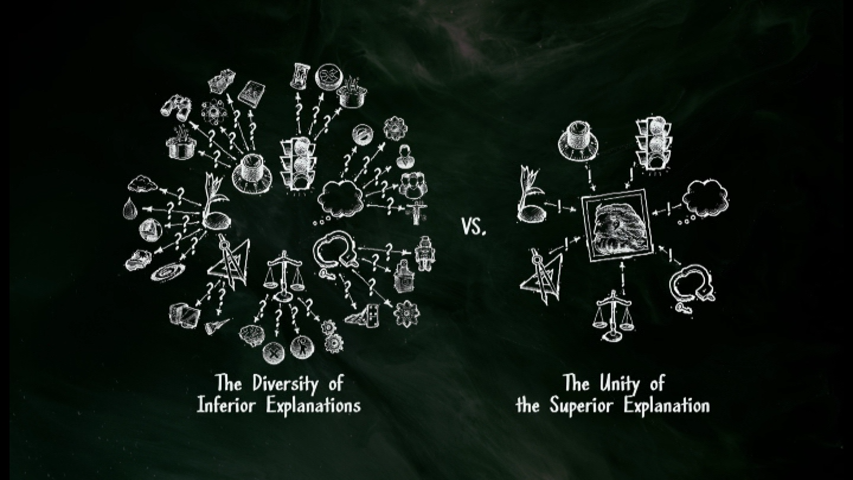 VS.
The Diversity of
Inferior Explanations
The Unity of
the Superior Explanation